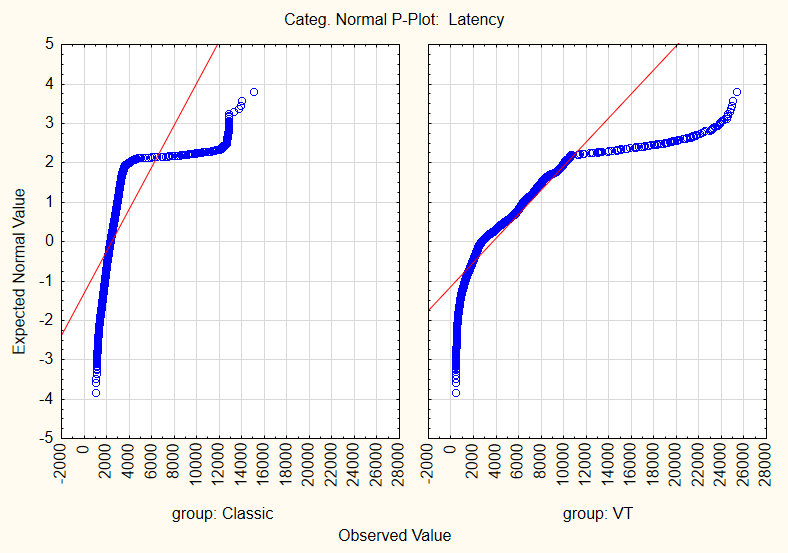 Categ. Normal P-Plot:  Latency
Expected Normal Value
5
4
3
2
1
0
-1
-2
-3
-4
-5
-2000 0 2000 4000 6000 8000 10000 12000 14000 16000 18000 20000 22000 24000 26000 28000
-2000 0 2000 4000 6000 8000 10000 12000 14000 16000 18000 20000 22000 24000 26000 28000
group: Classic
group: VT
Observed Value